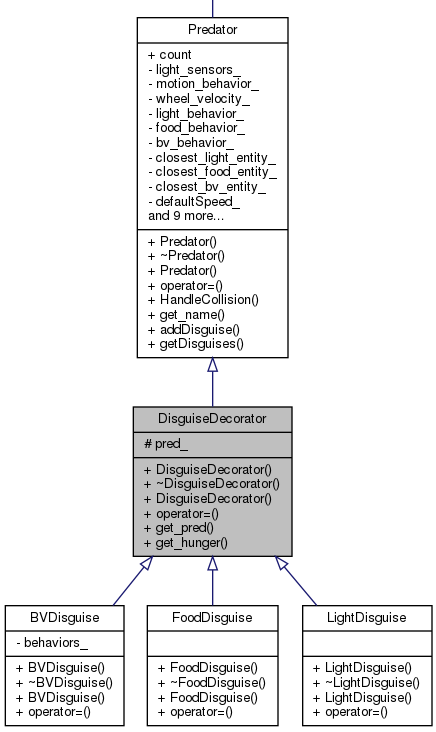 Predator
+ count
- light_sensors_
- motion_behavior_
- wheel_velocity_
- light_behavior_
- food_behavior_
- bv_behavior_
- closest_light_entity_
- closest_food_entity_
- closest_bv_entity_
- defaultSpeed_
and 9 more...
+ Predator()
+ ~Predator()
+ Predator()
+ operator=()
+ HandleCollision()
+ get_name()
+ addDisguise()
+ getDisguises()
DisguiseDecorator
# pred_
+ DisguiseDecorator()
+ ~DisguiseDecorator()
+ DisguiseDecorator()
+ operator=()
+ get_pred()
+ get_hunger()
BVDisguise
- behaviors_
+ BVDisguise()
+ ~BVDisguise()
+ BVDisguise()
+ operator=()
FoodDisguise
+ FoodDisguise()
+ ~FoodDisguise()
+ FoodDisguise()
+ operator=()
LightDisguise
+ LightDisguise()
+ ~LightDisguise()
+ LightDisguise()
+ operator=()